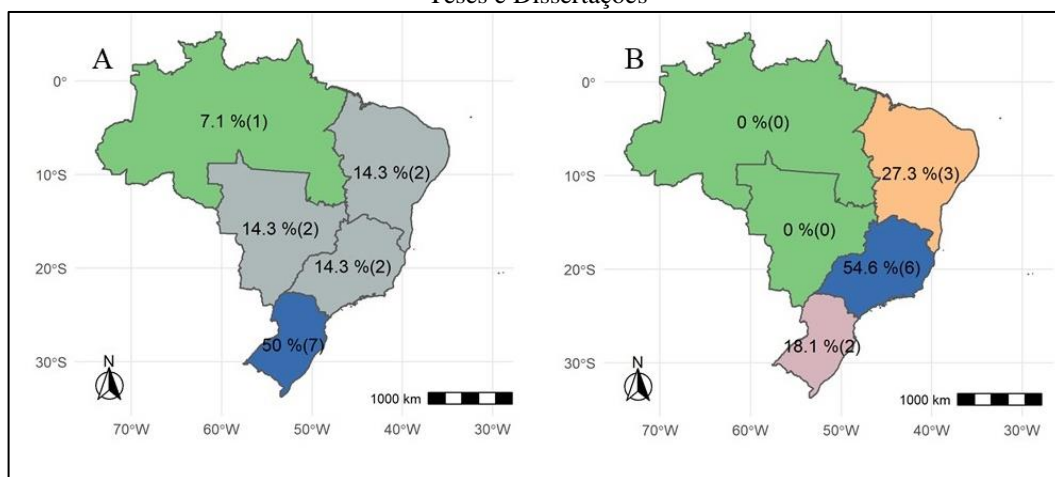 Teses e Dissertações
A
B
0°
10°S
20°S
30°S
7.1 %(1)
14.3 %(2)
14.3 %(2)
14.3 %(2)
50 %(7)
N
1000 km
70°W
60°W
50°W
40°W
30°W
0°
10°S
20°S
30°S
0 %(0)
27.3 %(3)
0 %(0)
54.6 %(6)
18.1 %(2)
N
1000 km
70°W
60°W
50°W
40°W
30°W